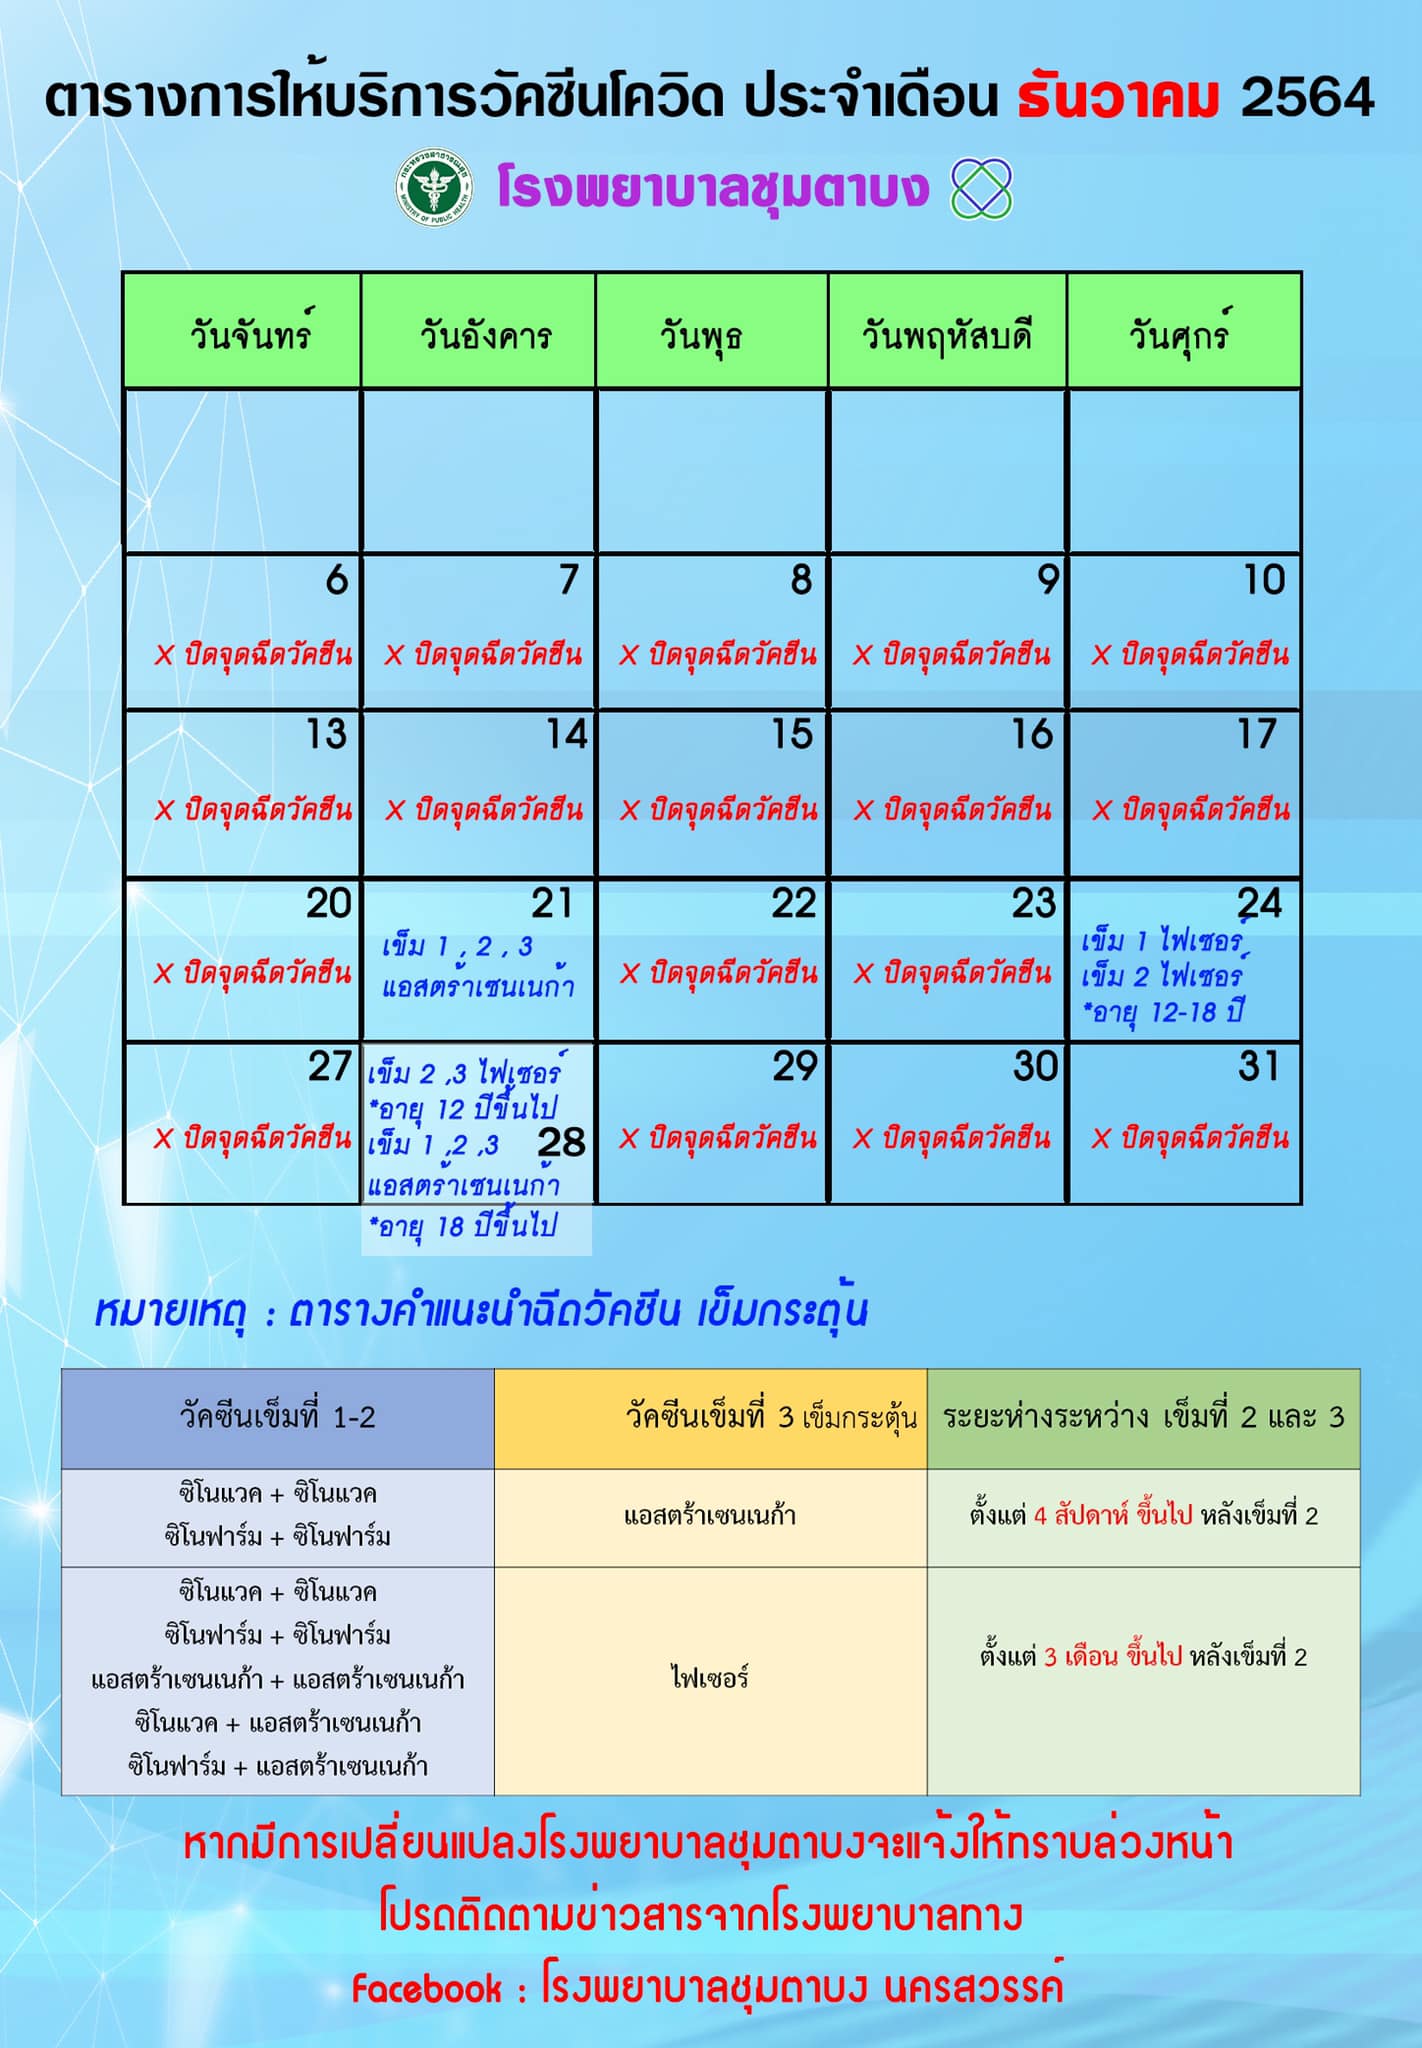 ตารางการให้บริการวัคซีนโควิด ประจำเดือน ธันวาคม 2564
กระทรวงสาธารณสุข
MINISTRY OF PUBLIC HEALTH
โรงพยาบาลชุมตาบง
วันจันทร์ วันอังคาร วันพุธ วันพฤหัสบดี วันศุกร์
6 7 8 9 10
X ปิดจุดฉีดวัคซีน X ปิดจุดฉีดวัคซีน X ปิดจุดฉีดวัคซีน X ปิดจุดฉีดวัคซีน X ปิดจุดฉีดวัคซีน
13 14 15 16 17
X ปิดจุดฉีดวัคซีน X ปิดจุดฉีดวัคซีน X ปิดจุดฉีดวัคซีน X ปิดจุดฉีดวัคซีน X ปิดจุดฉีดวัคซีน
20
X ปิดจุดฉีดวัคซีน
21
เข็ม 1 , 2 , 3
แอสตร้าเซนเนก้า
22
X ปิดจุดฉีดวัคซีน
23
X ปิดจุดฉีดวัคซีน
24
เข็ม 1 ไฟเซอร์
เข็ม 2 ไฟเซอร์
*อายุ 12-18 ปี
27
X ปิดจุดฉีดวัคซีน
เข็ม 2 ,3 ไฟเซอร์
*อายุ 12 ปีขึ้นไป
เข็ม 1 ,2 ,3 28
แอสตร้าเซนเนก้า
*อายุ 18 ปีขึ้นไป
29
X ปิดจุดฉีดวัคซีน
30
X ปิดจุดฉีดวัคซีน
31
X ปิดจุดฉีดวัคซีน
หมายเหตุ : ตารางคำแนะนำฉีดวัคซีน เข็มกระตุ้น
วัคซีนเข็มที่ 1-2 วัคซีนเข็มที่ 3 เข็มกระตุ้น ระยะห่างระหว่าง เข็มที่ 2 และ 3
ซิโนแวค + ซิโนแวค
ซิโนฟาร์ม + ซิโนฟาร์ม
แอสตร้าเซนเนก้า
ตั้งแต่ 4 สัปดาห์ ขึ้นไป หลังเข็มที่ 2
ซิโนแวค + ซิโนแวค
ซิโนฟาร์ม + ซิโนฟาร์ม
แอสตร้าเซนเนก้า + แอสตร้าเซนเนก้า
ซิโนแวค + แอสตร้าเซนเนก้า
ซิโนฟาร์ม + แอสตร้าเซนเนก้า
ไฟเซอร์
ตั้งแต่ 3 เดือน ขึ้นไป หลังเข็มที่ 2
หากมีการเปลี่ยนแปลงโรงพยาบาลชุมตาบงจะแจ้งให้ทราบล่วงหน้า
โปรดติดตามข่าวสารจากโรงพยาบาลทาง
Facebook : โรงพยาบาลชุมตาบง นครสวรรค์